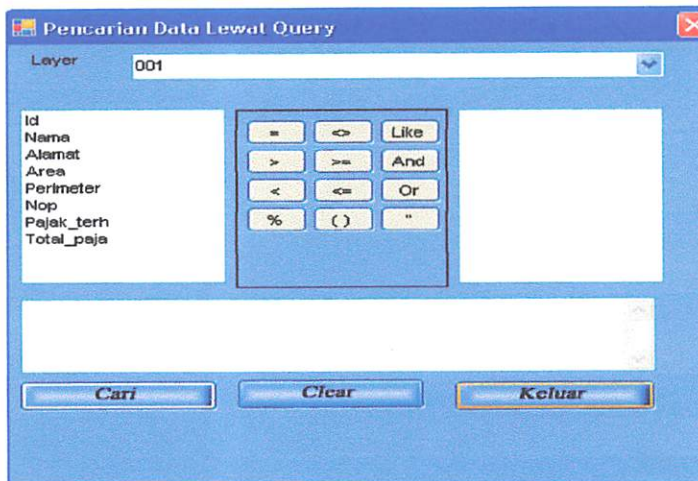 Pencarian Data Lewat Query
Layer
001
Id
Nama
Alamat
Area
Perimeter
Nop
Pajak_terh
Total_paja
= <> Like
> >= And
< <= Or
% ( ) "
Cari
Clear
Keluar